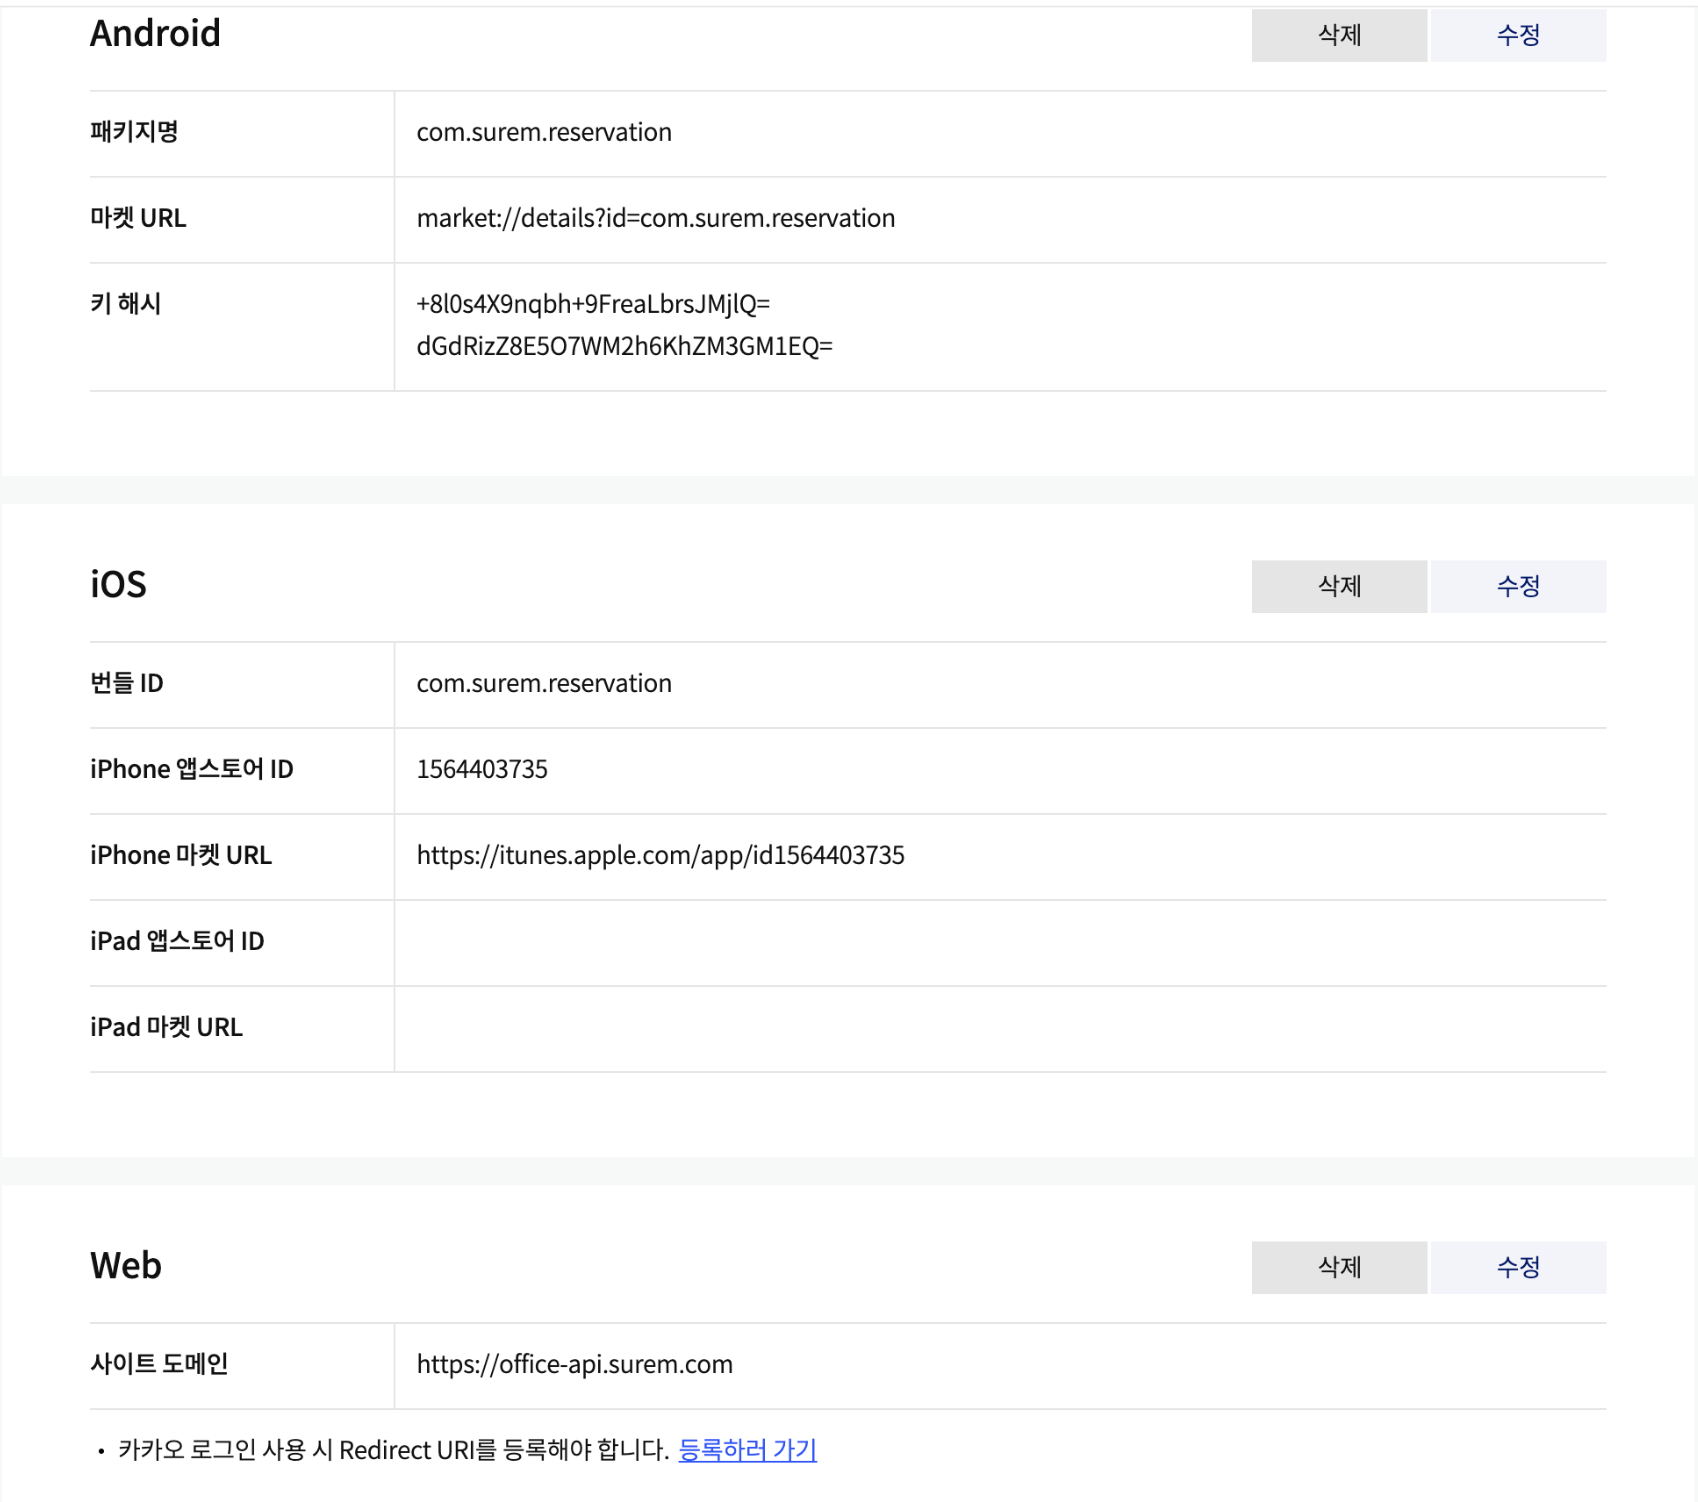 Android
삭제
수정
패키지명
com.surem.reservation
마켓 URL
market://details?id=com.surem.reservation
키 해시
+8l0s4X9nqbh+9FreaLbrsJMjlQ=
dGdRizZ8E5O7WM2h6KhZM3GM1EQ=
iOS
삭제
수정
번들 ID
com.surem.reservation
iPhone 앱스토어 ID
1564403735
iPhone 마켓 URL
https://itunes.apple.com/app/id1564403735
iPad 앱스토어 ID
iPad 마켓 URL
Web
삭제
수정
사이트 도메인
https://office-api.surem.com
• 카카오 로그인 사용 시 Redirect URI를 등록해야 합니다. 등록하러 가기